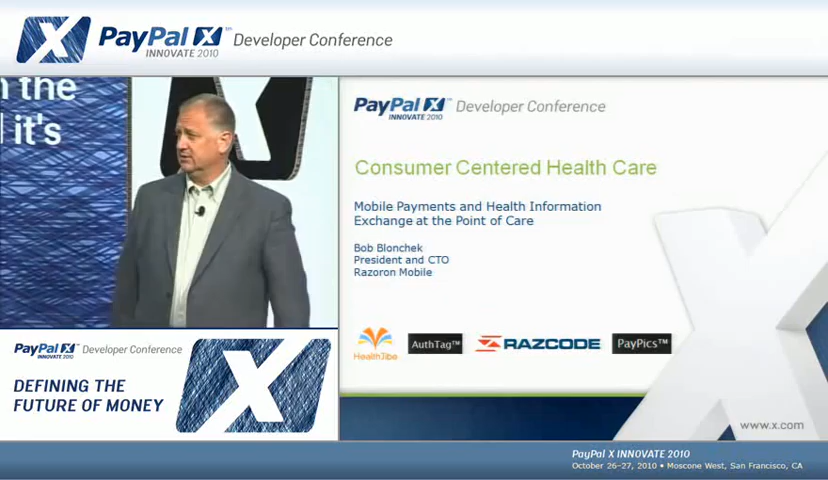 PayPal X Developer Conference
INNOVATE 2010
the
it's
PayPal X™ Developer Conference
INNOVATE 2010
Consumer Centered Health Care
Mobile Payments and Health Information
Exchange at the Point of Care
Bob Blonchek
President and CTO
Razoron Mobile
HealthTibe
AuthTag™
RAZCODE
PayPics™
www.x.com
PayPal X Developer Conference
INNOVATE 2010
DEFINING THE
FUTURE OF MONEY
X
PayPal X INNOVATE 2010
October 26-27, 2010 • Moscone West, San Francisco, CA